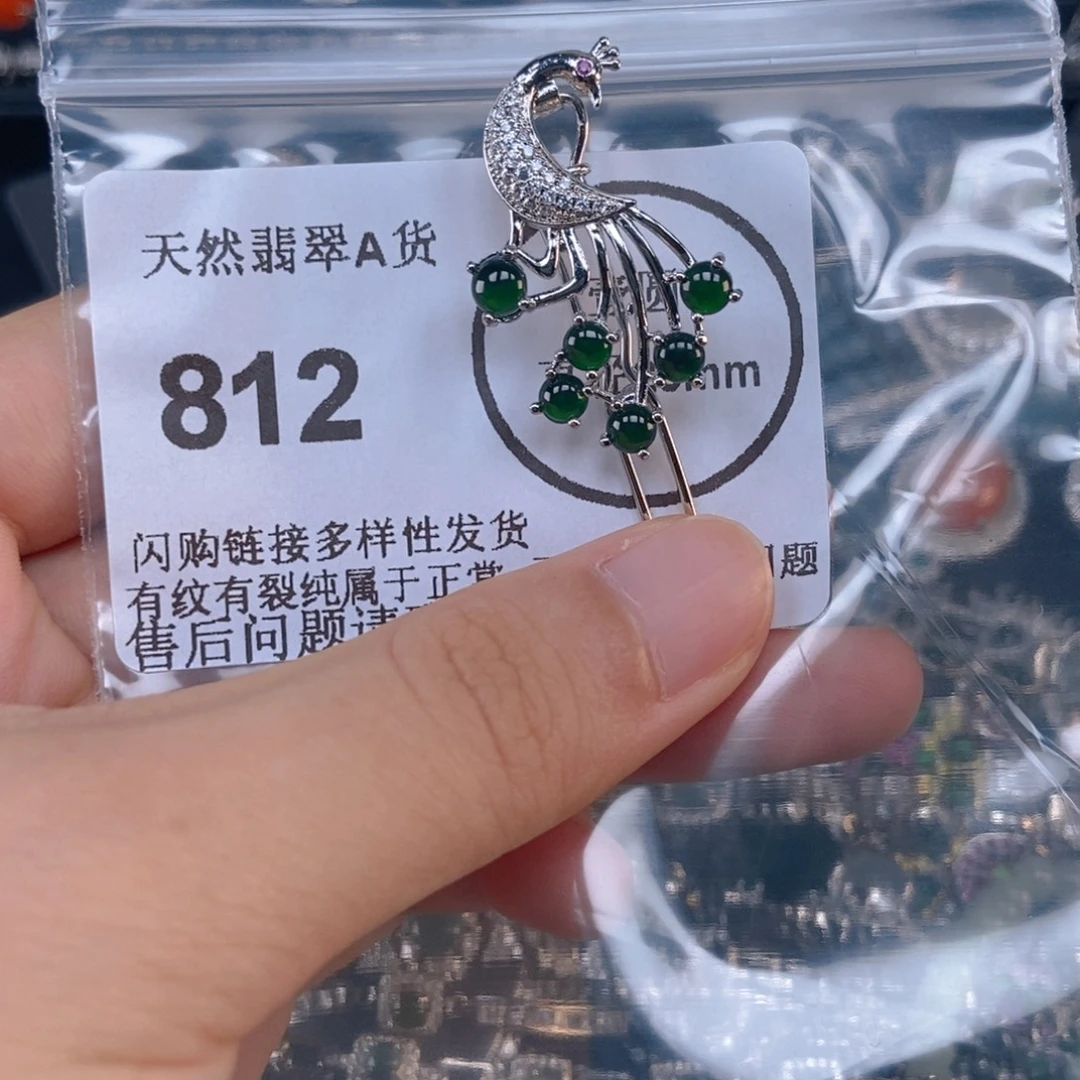 天然翡翠A货
812
mm
闪购链接多样性发货
有纹有裂纯属于正常
问题
售后问题请